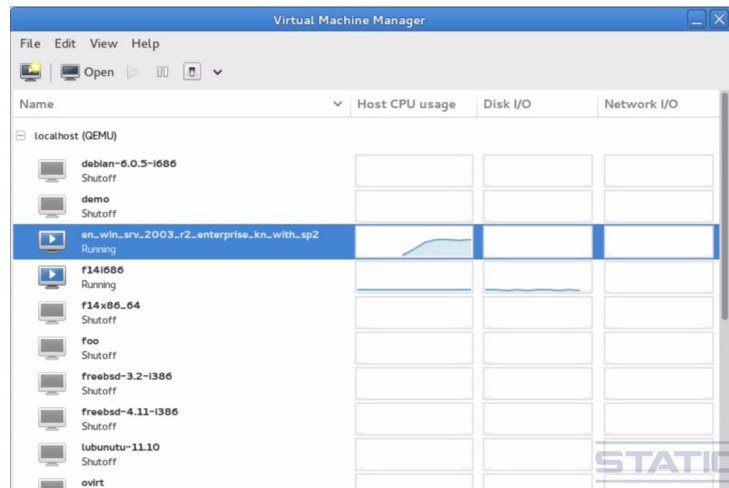 Virtual Machine Manager
File Edit View Help
Open
Name Host CPU usage Disk I/O Network I/O
localhost (QEMU)
debian-6.0.5-i686
Shutoff
demo
Shutoff
en_win_srv_2003_r2_enterprise_kn_with_sp2
Running
f14i686
Running
f14x86_64
Shutoff
foo
Shutoff
freebsd-3.2-i386
Shutoff
freebsd-4.11-i386
Shutoff
lubunutu-11.10
Shutoff
ovirt
STATIC